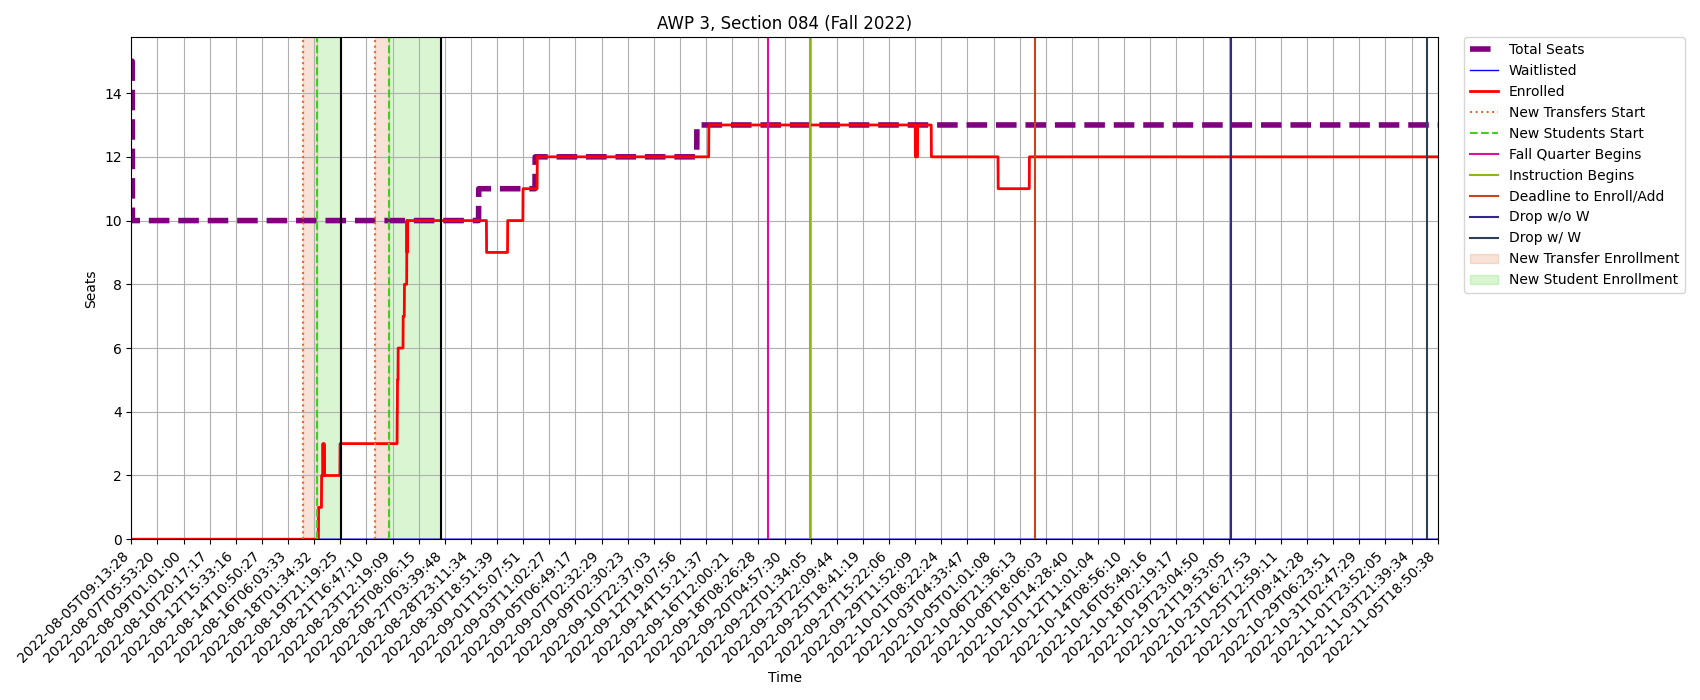 AWP 3, Section 084 (Fall 2022)
Seats
14
12
10
8
6
4
2
0
2022-08-05T09:13:28
2022-08-07T05:53:20
2022-08-09T01:01:00
2022-08-10T20:17:17
2022-08-12T15:33:16
2022-08-14T10:50:27
2022-08-16T06:03:33
2022-08-18T01:34:32
2022-08-19T21:19:25
2022-08-21T16:47:10
2022-08-23T12:19:09
2022-08-25T08:06:15
2022-08-27T03:39:48
2022-08-28T23:11:34
2022-08-30T18:51:39
2022-09-01T15:07:51
2022-09-03T11:02:27
2022-09-05T06:49:17
2022-09-07T02:32:29
2022-09-09T02:30:23
2022-09-10T22:37:03
2022-09-12T19:07:56
2022-09-14T15:21:37
2022-09-16T12:00:21
2022-09-18T08:26:28
2022-09-20T04:57:30
2022-09-22T01:34:05
2022-09-23T22:09:44
2022-09-25T18:41:19
2022-09-27T15:22:06
2022-09-29T11:52:09
2022-10-01T08:22:24
2022-10-03T04:33:47
2022-10-05T01:01:08
2022-10-06T21:36:13
2022-10-08T18:06:03
2022-10-10T14:28:40
2022-10-12T11:01:04
2022-10-14T08:56:10
2022-10-16T05:49:16
2022-10-18T02:19:17
2022-10-19T23:04:50
2022-10-21T19:53:05
2022-10-23T16:27:53
2022-10-25T12:59:11
2022-10-27T09:41:28
2022-10-29T06:23:51
2022-10-31T02:47:29
2022-11-01T23:52:05
2022-11-03T21:39:34
2022-11-05T18:50:38
Time
Total Seats
Waitlisted
Enrolled
New Transfers Start
New Students Start
Fall Quarter Begins
Instruction Begins
Deadline to Enroll/Add
Drop w/o W
Drop w/ W
New Transfer Enrollment
New Student Enrollment